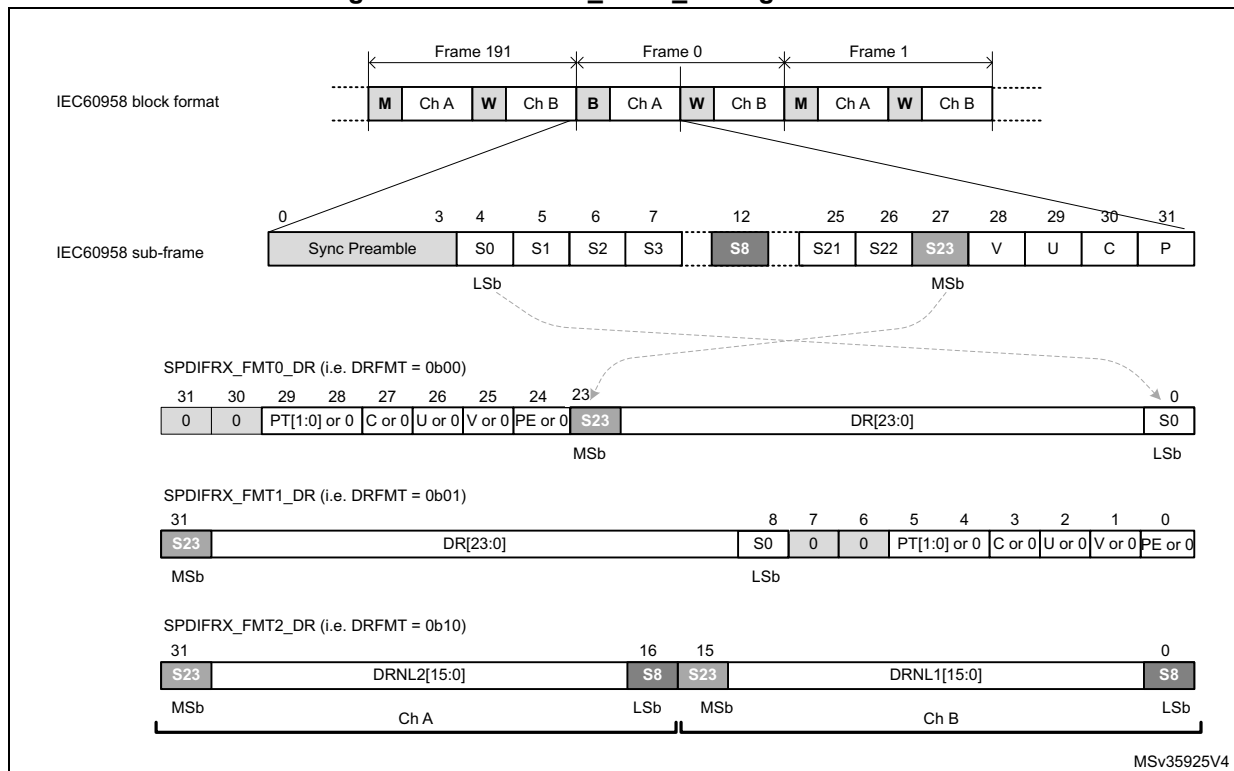 Frame 191 Frame 0 Frame 1
IEC60958 block format M Ch A W Ch B B Ch A W Ch B M Ch A W Ch B
0 3 4 5 6 7 12 25 26 27 28 29 30 31
IEC60958 sub-frame Sync Preamble S0 S1 S2 S3 S8 S21 S22 S23 V U C P
LSb MSb
SPDIFRX_FMT0_DR (i.e. DRFMT = 0b00)
31 30 29 28 27 26 25 24 23 0
0 0 PT[1:0] or 0 C or 0 U or 0 V or 0 PE or 0 S23 DR[23:0] S0
MSb LSb
SPDIFRX_FMT1_DR (i.e. DRFMT = 0b01)
31 8 7 6 5 4 3 2 1 0
S23 DR[23:0] S0 0 0 PT[1:0] or 0 C or 0 U or 0 V or 0 PE or 0
MSb LSb
SPDIFRX_FMT2_DR (i.e. DRFMT = 0b10)
31 16 15 0
S23 DRNL2[15:0] S8 S23 DRNL1[15:0] S8
MSb LSb MSb LSb
Ch A Ch B
MSv35925V4